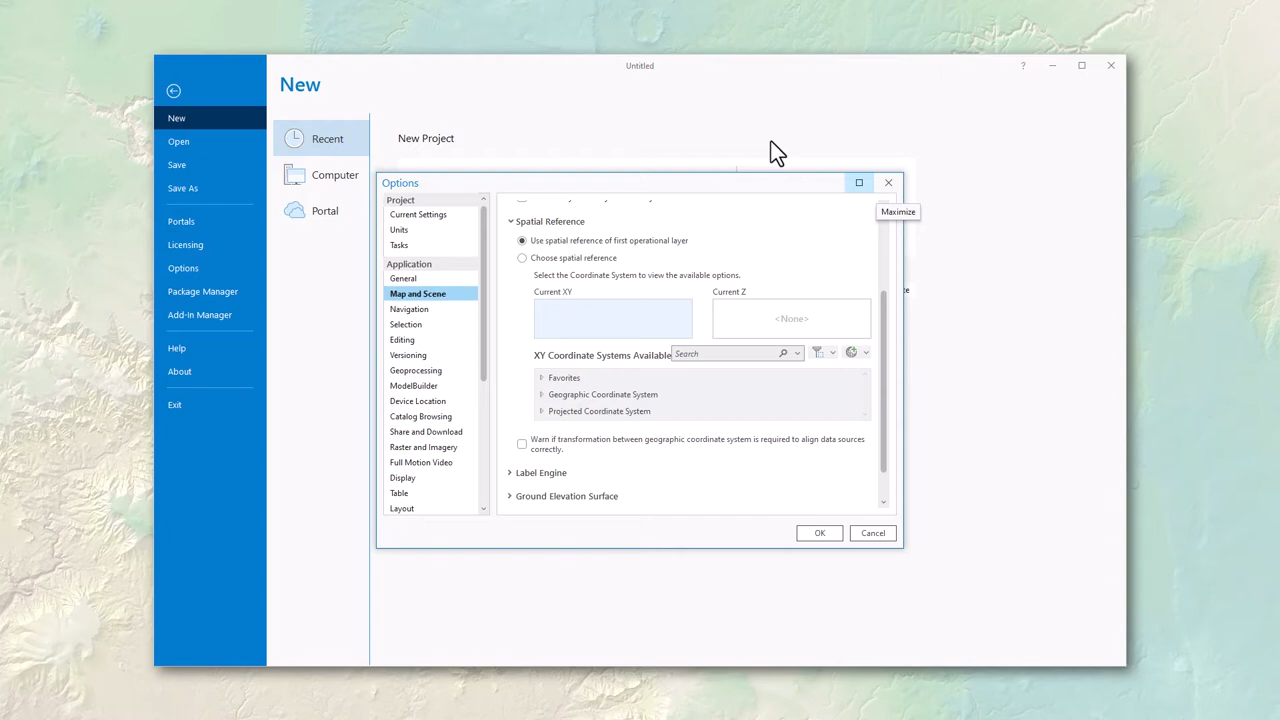 Untitled
?
New
New
Open
Save
Save As
Portals
Licensing
Options
Package Manager
Add-In Manager
Help
About
Exit
Recent
Computer
Portal
New Project
Options
Maximize
Project
Current Settings
Units
Tasks
Application
General
Map and Scene
Navigation
Selection
Editing
Versioning
Geoprocessing
ModelBuilder
Device Location
Catalog Browsing
Share and Download
Raster and Imagery
Full Motion Video
Display
Table
Layout
Spatial Reference
Use spatial reference of first operational layer
Choose spatial reference
Select the Coordinate System to view the available options.
Current XY
Current Z
<None>
XY Coordinate Systems Available
Search
Favorites
Geographic Coordinate System
Projected Coordinate System
Warn if transformation between geographic coordinate system is required to align data sources
correctly.
Label Engine
Ground Elevation Surface
OK
Cancel